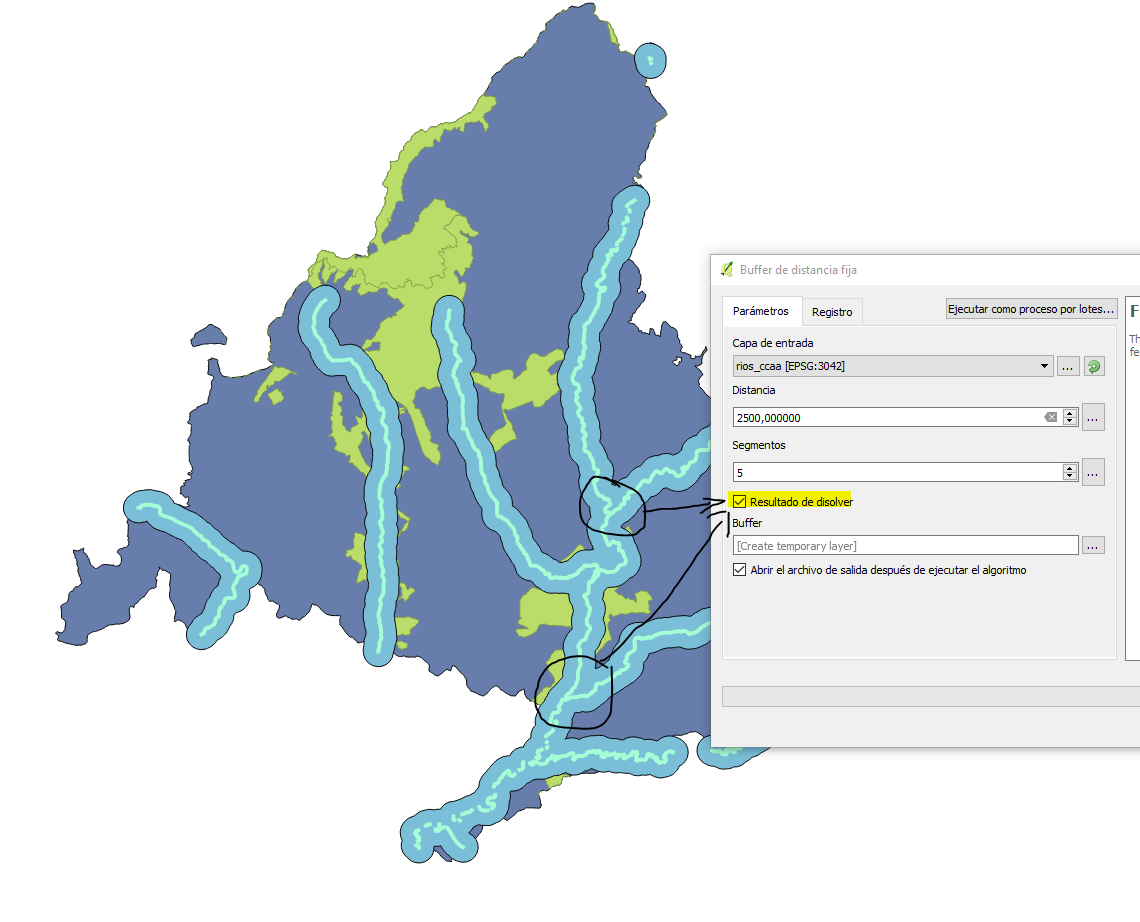 Buffer de distancia fija
Parámetros
Registro
Ejecutar como proceso por lotes...
F
Capa de entrada
Th
fe
rios_ccaa [EPSG:3042]
...
Distancia
2500,000000
...
Segmentos
5
...
Resultado de disolver
Buffer
[Create temporary layer]
...
Abrir el archivo de salida después de ejecutar el algoritmo